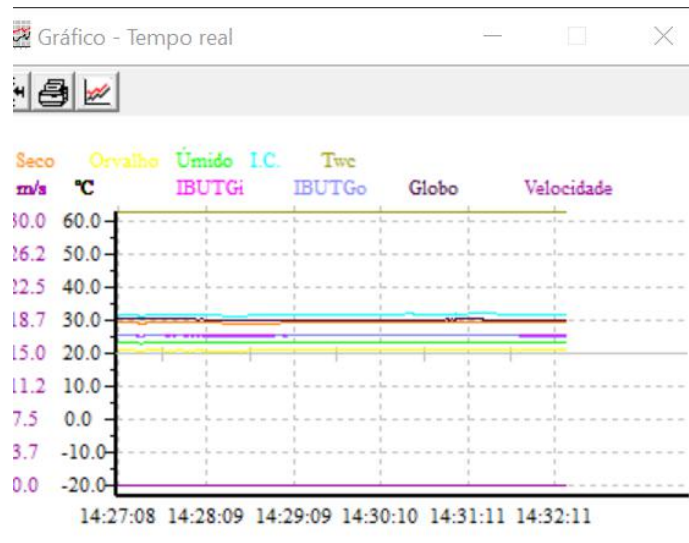 Gráfico - Tempo real
Seco Orvalho Úmido I.C. Twc
m/s °C IBUTGi IBUTGo Globo Velocidade
30.0 60.0
26.2 50.0
22.5 40.0
18.7 30.0
15.0 20.0
11.2 10.0
7.5 0.0
3.7 -10.0
0.0 -20.0
14:27:08 14:28:09 14:29:09 14:30:10 14:31:11 14:32:11